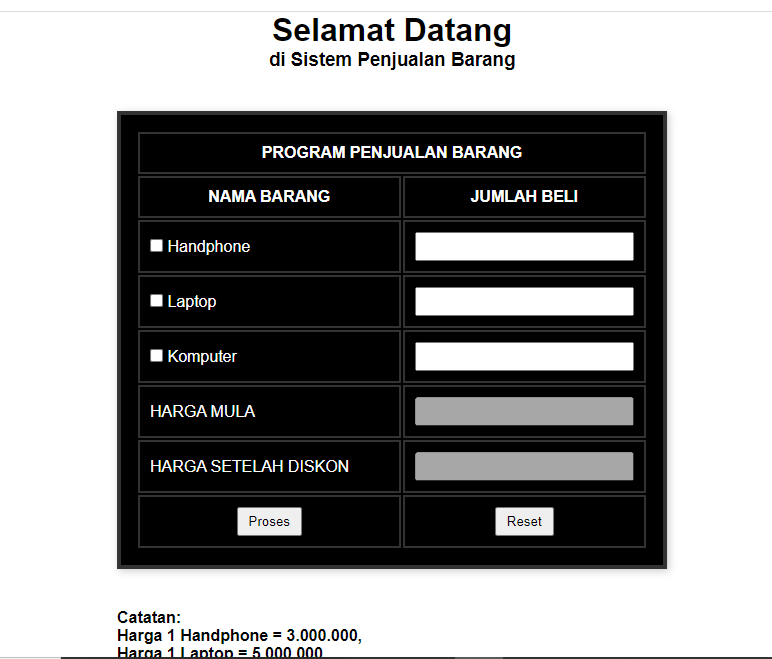 Selamat Datang
di Sistem Penjualan Barang
PROGRAM PENJUALAN BARANG
NAMA BARANG JUMLAH BELI
Handphone
Laptop
Komputer
HARGA MULA
HARGA SETELAH DISKON
Proses Reset
Catatan:
Harga 1 Handphone = 3.000.000,
Harga 1 Laptop = 5.000.000